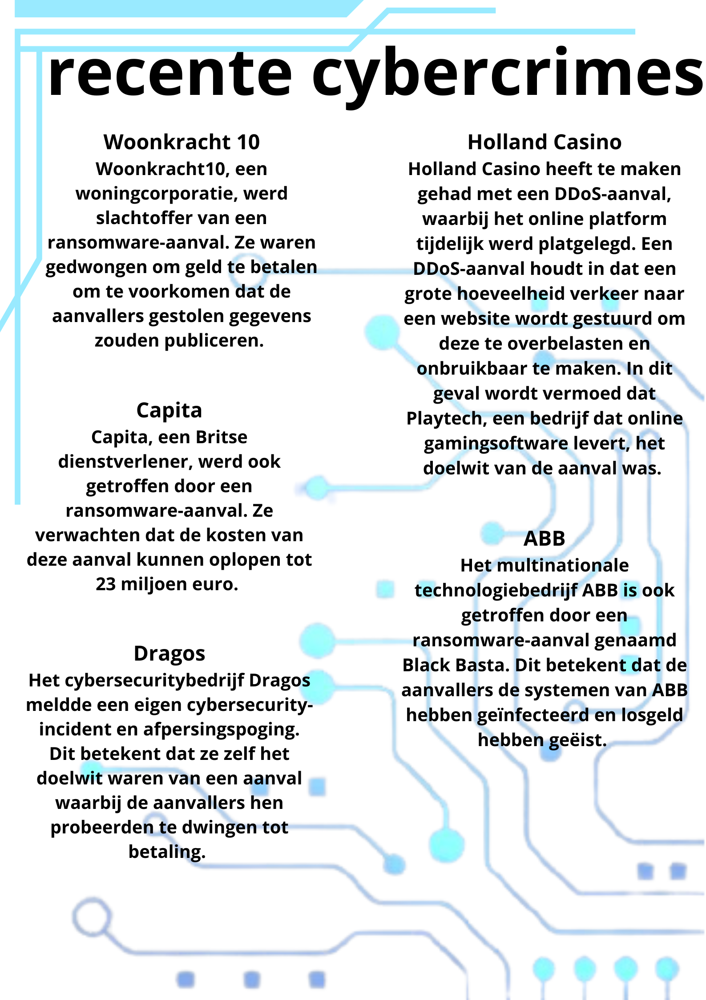 recente cybercrimes
Woonkracht 10
Woonkracht10, een
woningcorporatie, werd
slachtoffer van een
ransomware-aanval. Ze waren
gedwongen om geld te betalen
om te voorkomen dat de
aanvallers gestolen gegevens
zouden publiceren.
Capita
Capita, een Britse
dienstverlener, werd ook
getroffen door een
ransomware-aanval. Ze
verwachten dat de kosten van
deze aanval kunnen oplopen tot
23 miljoen euro.
Dragos
Het cybersecuritybedrijf Dragos
meldde een eigen cybersecurity-
incident en afpersingspoging.
Dit betekent dat ze zelf het
doelwit waren van een aanval
waarbij de aanvallers hen
probeerden te dwingen tot
betaling.
Holland Casino
Holland Casino heeft te maken
gehad met een DDoS-aanval,
waarbij het online platform
tijdelijk werd platgelegd. Een
DDoS-aanval houdt in dat een
grote hoeveelheid verkeer naar
een website wordt gestuurd om
deze te overbelasten en
onbruikbaar te maken. In dit
geval wordt vermoed dat
Playtech, een bedrijf dat online
gamingsoftware levert, het
doelwit van de aanval was.
ABB
Het multinationale
technologiebedrijf ABB is ook
getroffen door een
ransomware-aanval genaamd
Black Basta. Dit betekent dat de
aanvallers de systemen van ABB
hebben geïnfecteerd en losgeld
hebben geëist.